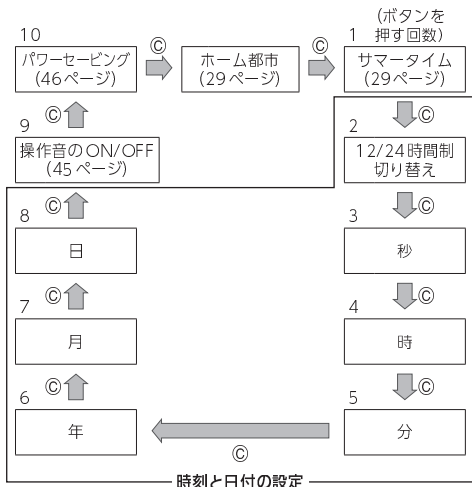 (ボタンを
押す回数)
10
パワーセービング
(46ページ)
Ⓒ
ホーム都市
(29ページ)
Ⓒ
1
サマータイム
(29ページ)
Ⓒ
2
12/24時間制
切り替え
Ⓒ
3
秒
Ⓒ
4
時
Ⓒ
5
分
Ⓒ
6
年
Ⓒ
7
月
Ⓒ
8
日
Ⓒ
9
操作音のON/OFF
(45ページ)
Ⓒ
時刻と日付の設定